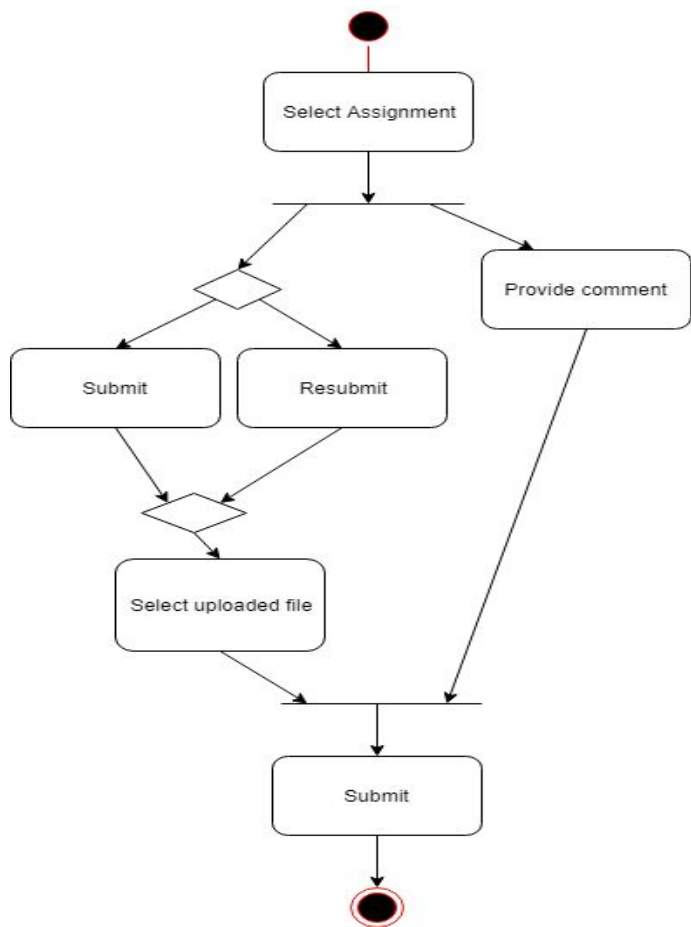 Select Assignment
Provide comment
Submit
Resubmit
Select uploaded file
Submit